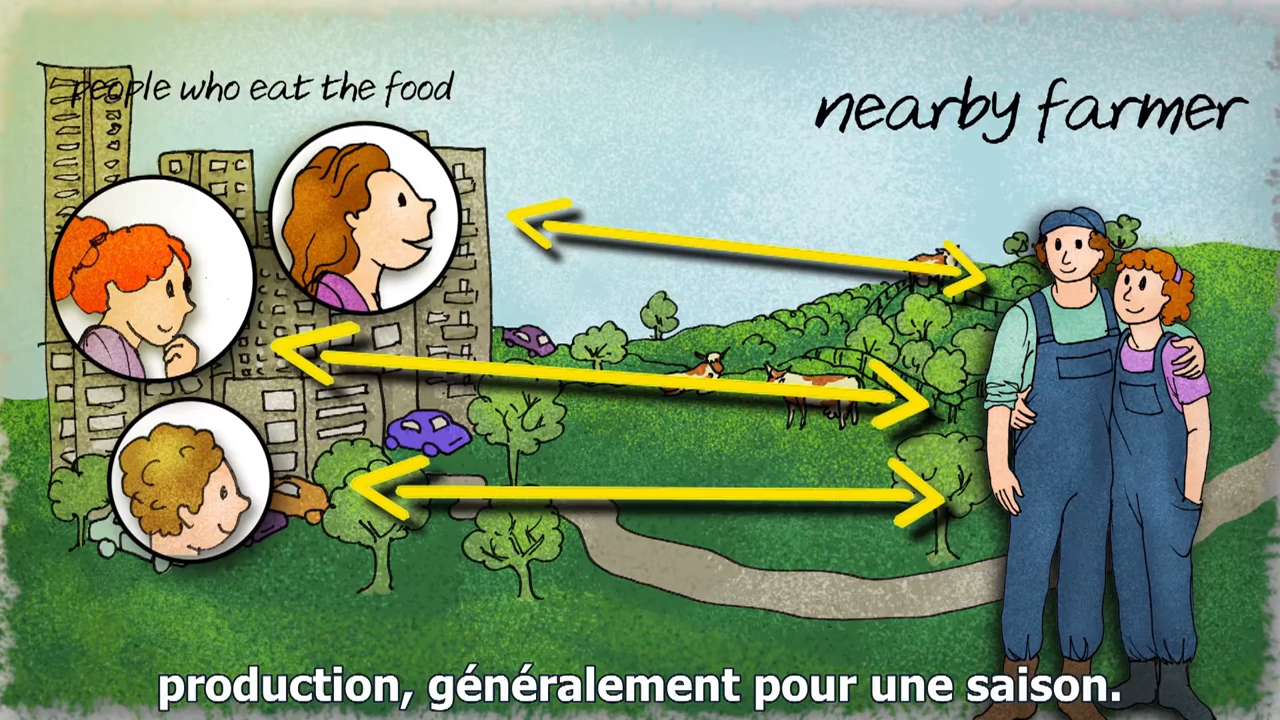 people who eat the food
nearby farmer
production, généralement pour une saison.